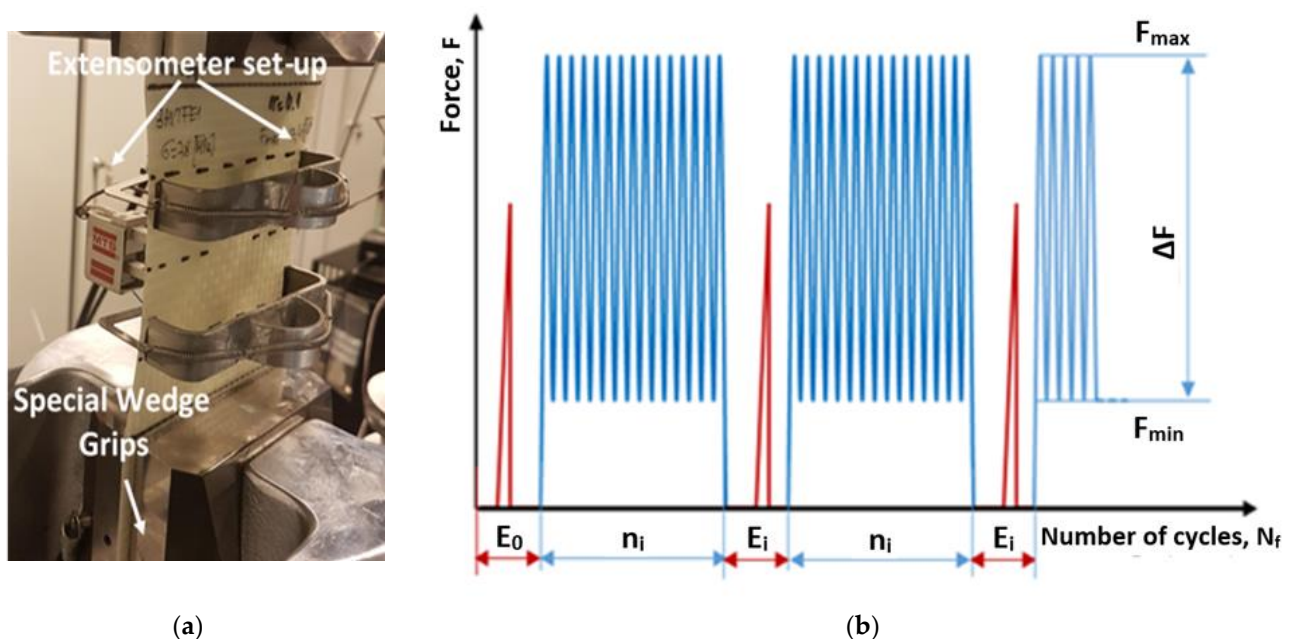 Extensometer set-up
MTS
Special Wedge
Grips
Force, F
Fmax
ΔF
Fmin
E0
ni
Ei
ni
Ei
Number of cycles, Nf
(a)
(b)